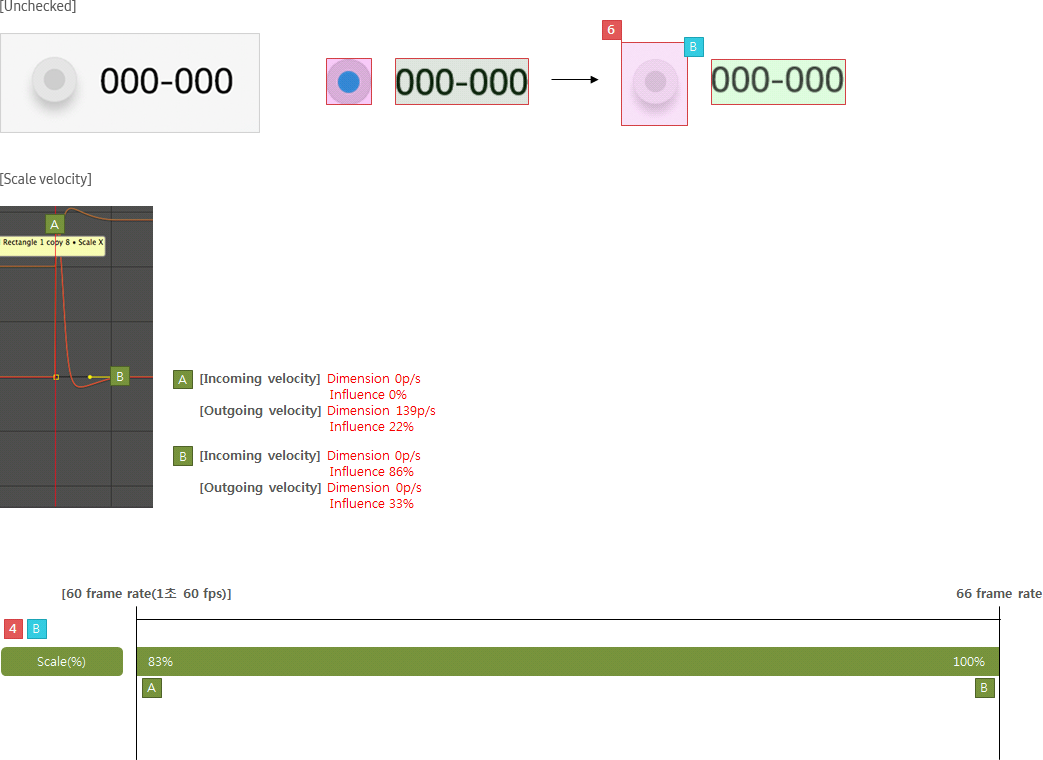 [Unchecked]
000-000
000-000
6
B
000-000
[Scale velocity]
A
Rectangle 1 copy 8 • Scale X
B
A [Incoming velocity] Dimension 0p/s
Influence 0%
[Outgoing velocity] Dimension 139p/s
Influence 22%
B [Incoming velocity] Dimension 0p/s
Influence 86%
[Outgoing velocity] Dimension 0p/s
Influence 33%
[60 frame rate(1초 60 fps)]
66 frame rate
4 B
Scale(%) 83% 100%
A B